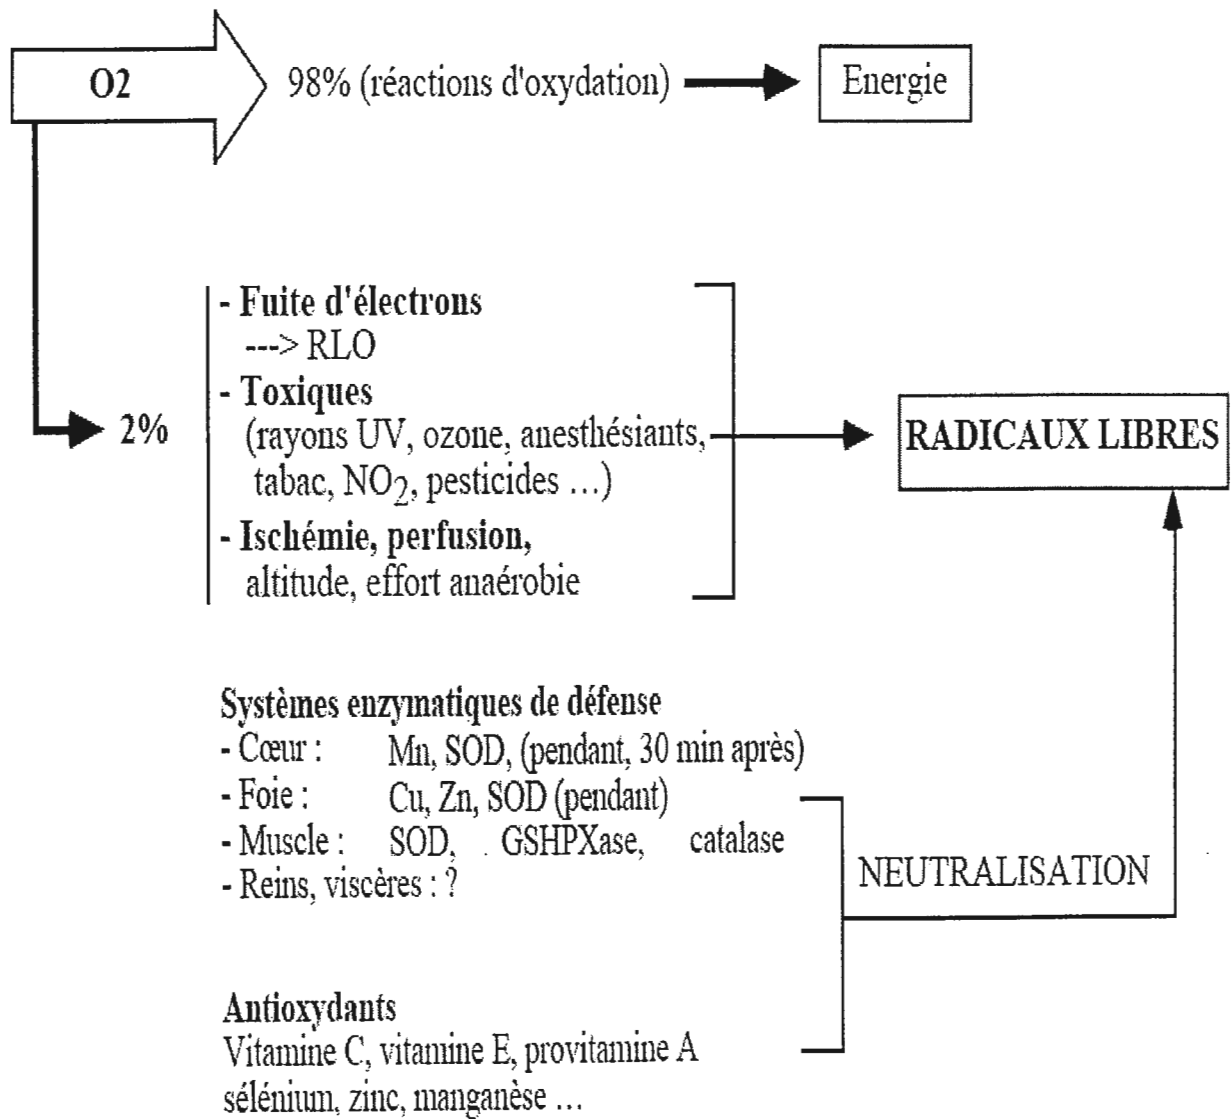 O2
98% (réactions d'oxydation)
Energie
- Fuite d'électrons
---> RLO
- Toxiques
(rayons UV, ozone, anesthésiants,
tabac, NO2, pesticides ...)
- Ischémie, perfusion,
altitude, effort anaérobie
2%
RADICAUX LIBRES
Systèmes enzymatiques de défense
- Cœur : Mn, SOD, (pendant, 30 min après)
- Foie : Cu, Zn, SOD (pendant)
- Muscle : SOD, GSHPXase, catalase
- Reins, viscères : ?
NEUTRALISATION
Antioxydants
Vitamine C, vitamine E, provitamine A
sélénium, zinc, manganèse ...